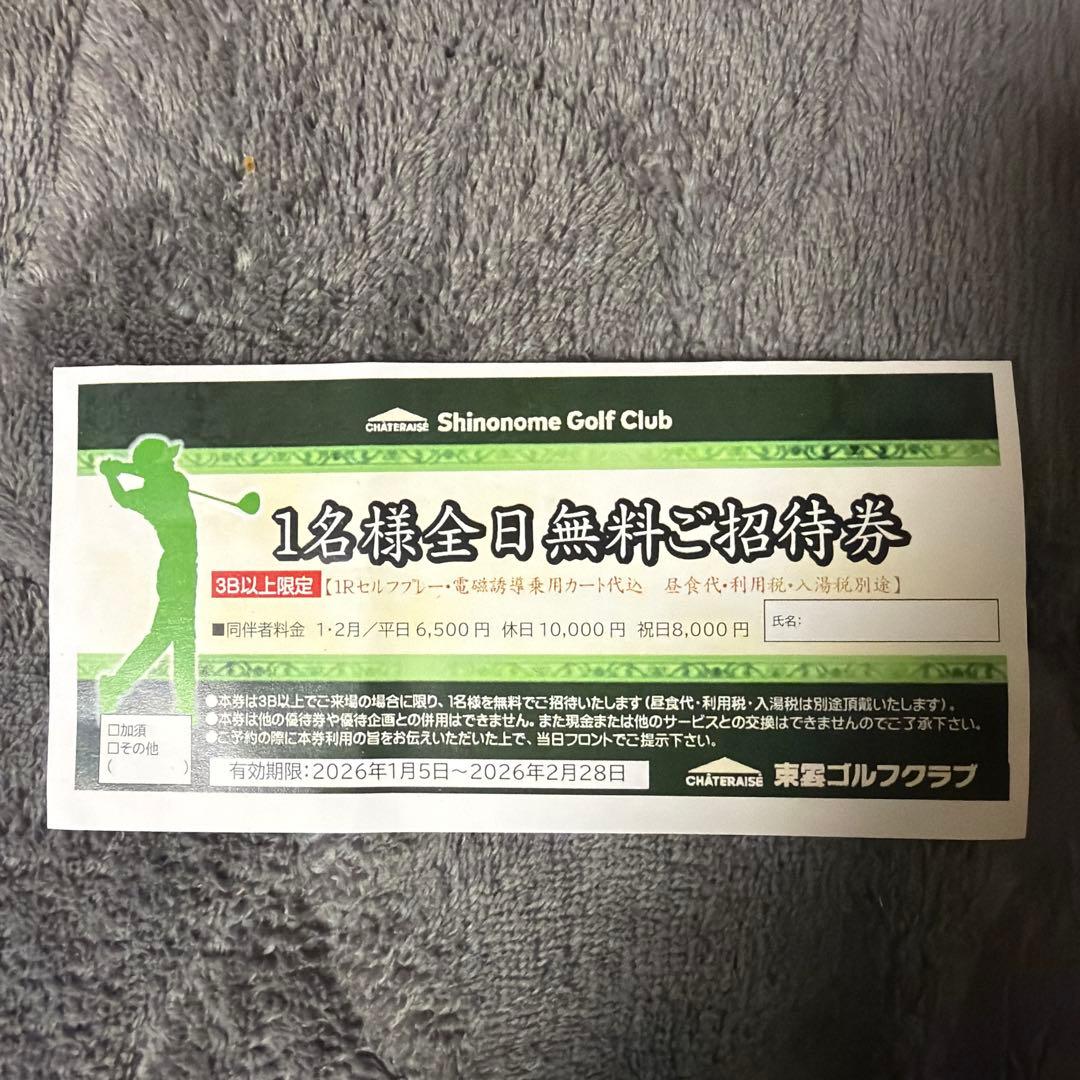 CHÂTERAISÉ Shinonome Golf Club
1名様全日無料ご招待券
3B以上限定【1Rセルフプレー・電磁誘導乗用カート代込　昼食代・利用税・入湯税別途】
■同伴者料金 1・2月／平日6,500円 休日10,000円 祝日8,000円
氏名：
●本券は3B以上でご来場の場合に限り、1名様を無料でご招待いたします（昼食代・利用税・入湯税は別途頂戴いたします）。
●本券は他の優待券や優待企画との併用はできません。また現金または他のサービスとの交換はできませんのでご了承下さい。
●ご予約の際に本券利用の旨をお伝えいただいた上で、当日フロントでご提示下さい。
□加須
□その他
（　　　　）
有効期限：2026年1月5日～2026年2月28日
CHÂTERAISÉ 東雲ゴルフクラブ